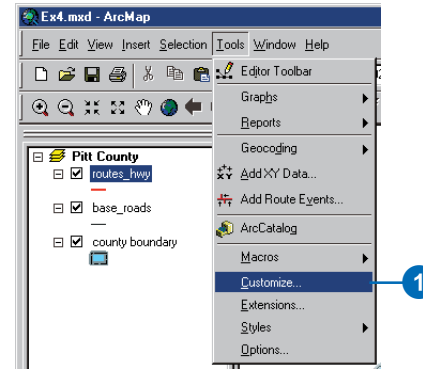 Ex4.mxd - ArcMap
File Edit View Insert Selection Tools Window Help
Editor Toolbar
Graphs
Reports
Geocoding
Add XY Data...
Add Route Events...
ArcCatalog
Macros
Customize...
Extensions...
Styles
Options...
Pitt County
routes_hwy
base_roads
county boundary
1